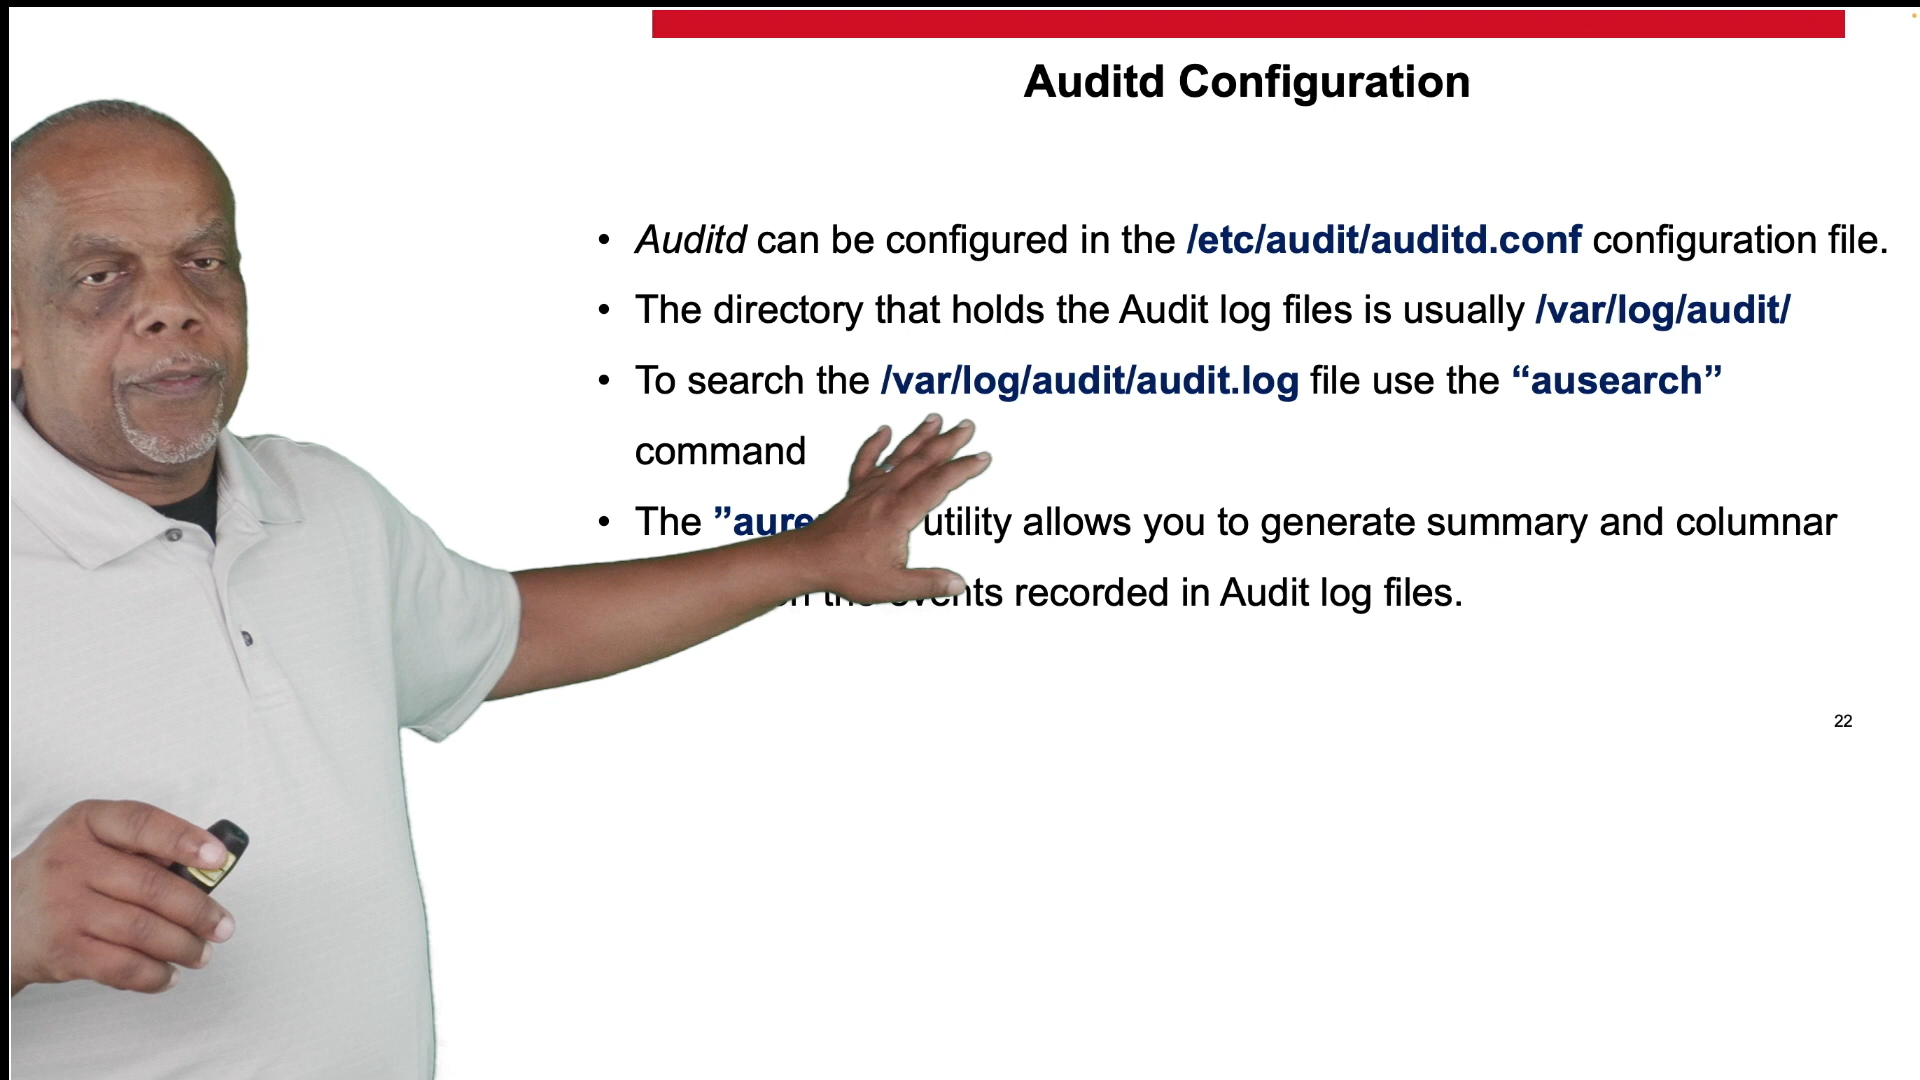 Auditd Configuration
• Auditd can be configured in the /etc/audit/auditd.conf configuration file.
• The directory that holds the Audit log files is usually /var/log/audit/
• To search the /var/log/audit/audit.log file use the “ausearch”
command
• The utility allows you to generate summary and columnar
recorded in Audit log files.
22